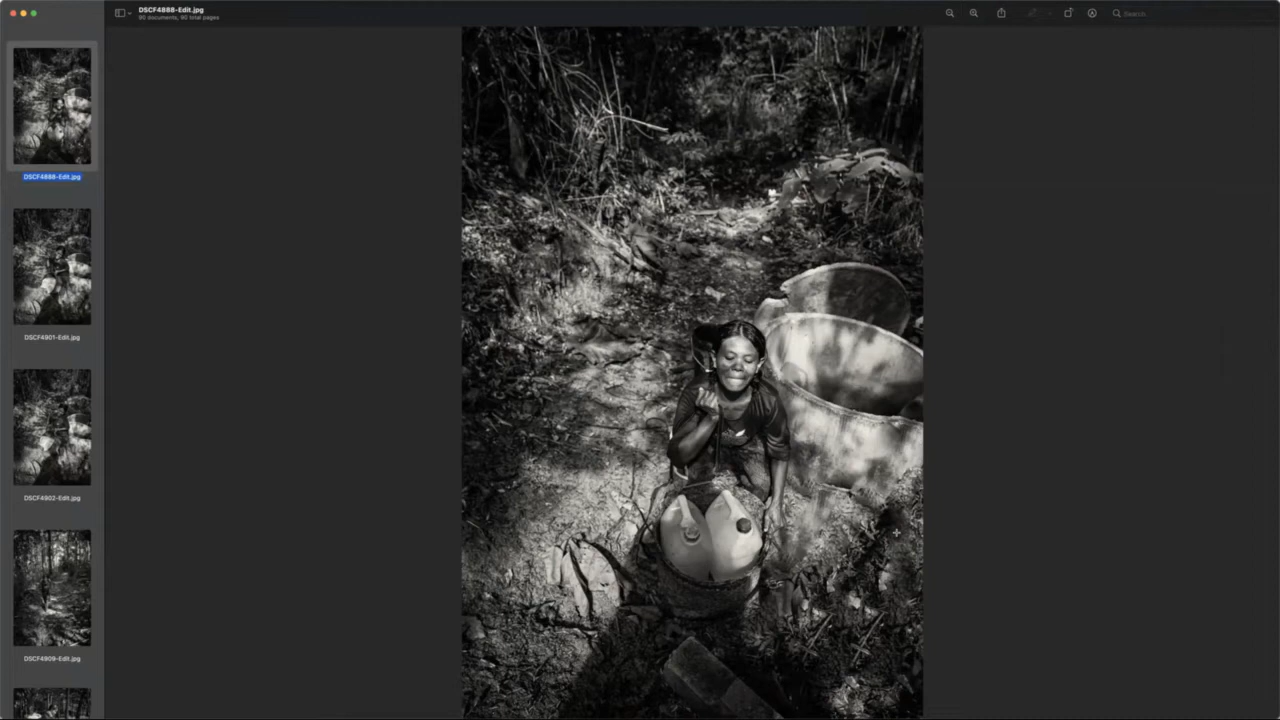 DSCF4888-Edit.jpg
90 documents, 90 total pages
Search
DSCF4888-Edit.jpg
DSCF4901-Edit.jpg
DSCF4902-Edit.jpg
DSCF4909-Edit.jpg